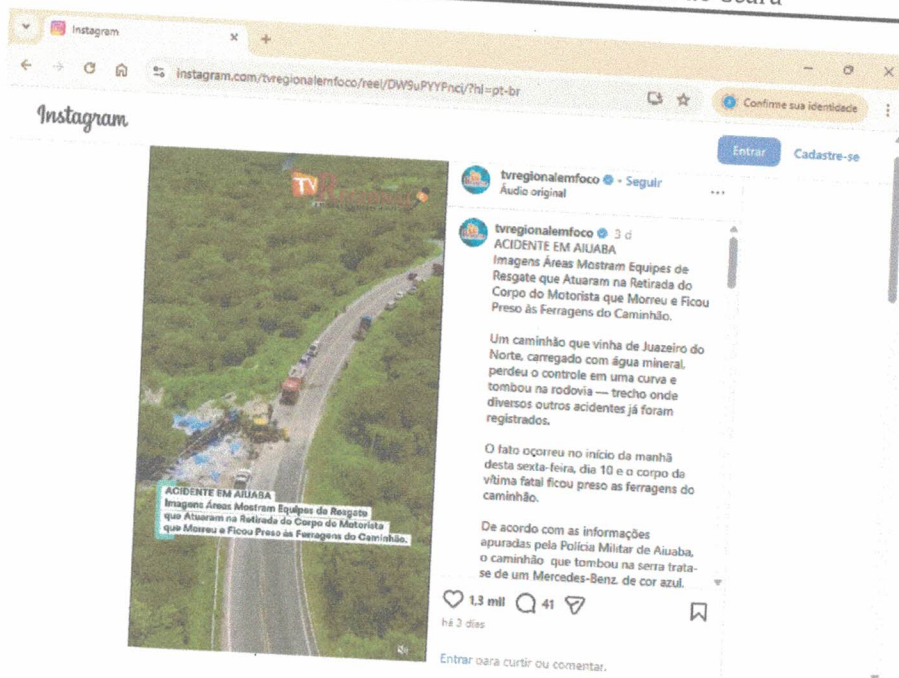 Instagram
instagram.com/tvregionalemfoco/reel/DW9uPYYPnci/?hl=pt-br
Confirme sua identidade
Instagram
Entrar
Cadastre-se
TV
tvregionalemfoco • Seguir
Áudio original
tvregionalemfoco 3 d
ACIDENTE EM AIUABA
Imagens Áreas Mostram Equipes de
Resgate que Atuaram na Retirada do
Corpo do Motorista que Morreu e Ficou
Preso às Ferragens do Caminhão.
Um caminhão que vinha de Juazeiro do
Norte, carregado com água mineral,
perdeu o controle em uma curva e
tombou na rodovia — trecho onde
diversos outros acidentes já foram
registrados.
O fato oçorreu no início da manhã
desta sexta-feira, dia 10 e o corpo da
vítima fatal ficou preso as ferragens do
caminhão.
De acordo com as informações
apuradas pela Polícia Militar de Aiuaba,
o caminhão que tombou na serra trata-
se de um Mercedes-Benz, de cor azul.
ACIDENTE EM AIUABA
Imagens Áreas Mostram Equipes de Resgate
que Atuaram na Retirada do Corpo do Motorista
que Morreu e Ficou Preso às Ferragens do Caminhão.
1,3 mil 41
há 3 dias
Entrar para curtir ou comentar.